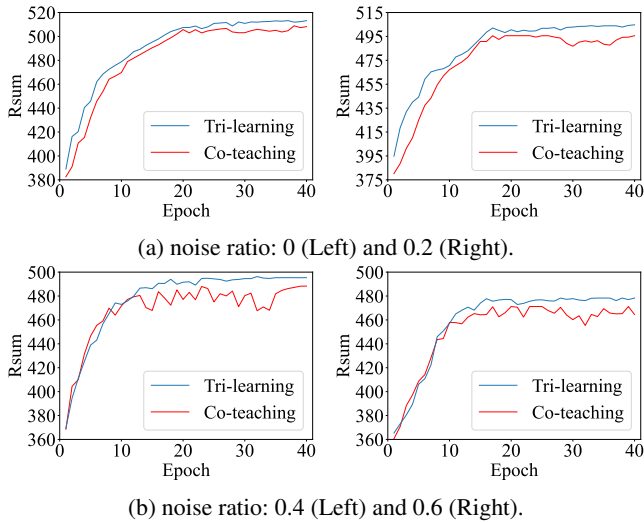 Rsum
520
500
480
460
440
420
400
380
0 10 20 30 40
Epoch
Tri-learning
Co-teaching
Rsum
515
495
475
455
435
415
395
375
0 10 20 30 40
Epoch
Tri-learning
Co-teaching
(a) noise ratio: 0 (Left) and 0.2 (Right).
Rsum
500
480
460
440
420
400
380
360
0 10 20 30 40
Epoch
Tri-learning
Co-teaching
Rsum
500
480
460
440
420
400
380
360
0 10 20 30 40
Epoch
Tri-learning
Co-teaching
(b) noise ratio: 0.4 (Left) and 0.6 (Right).